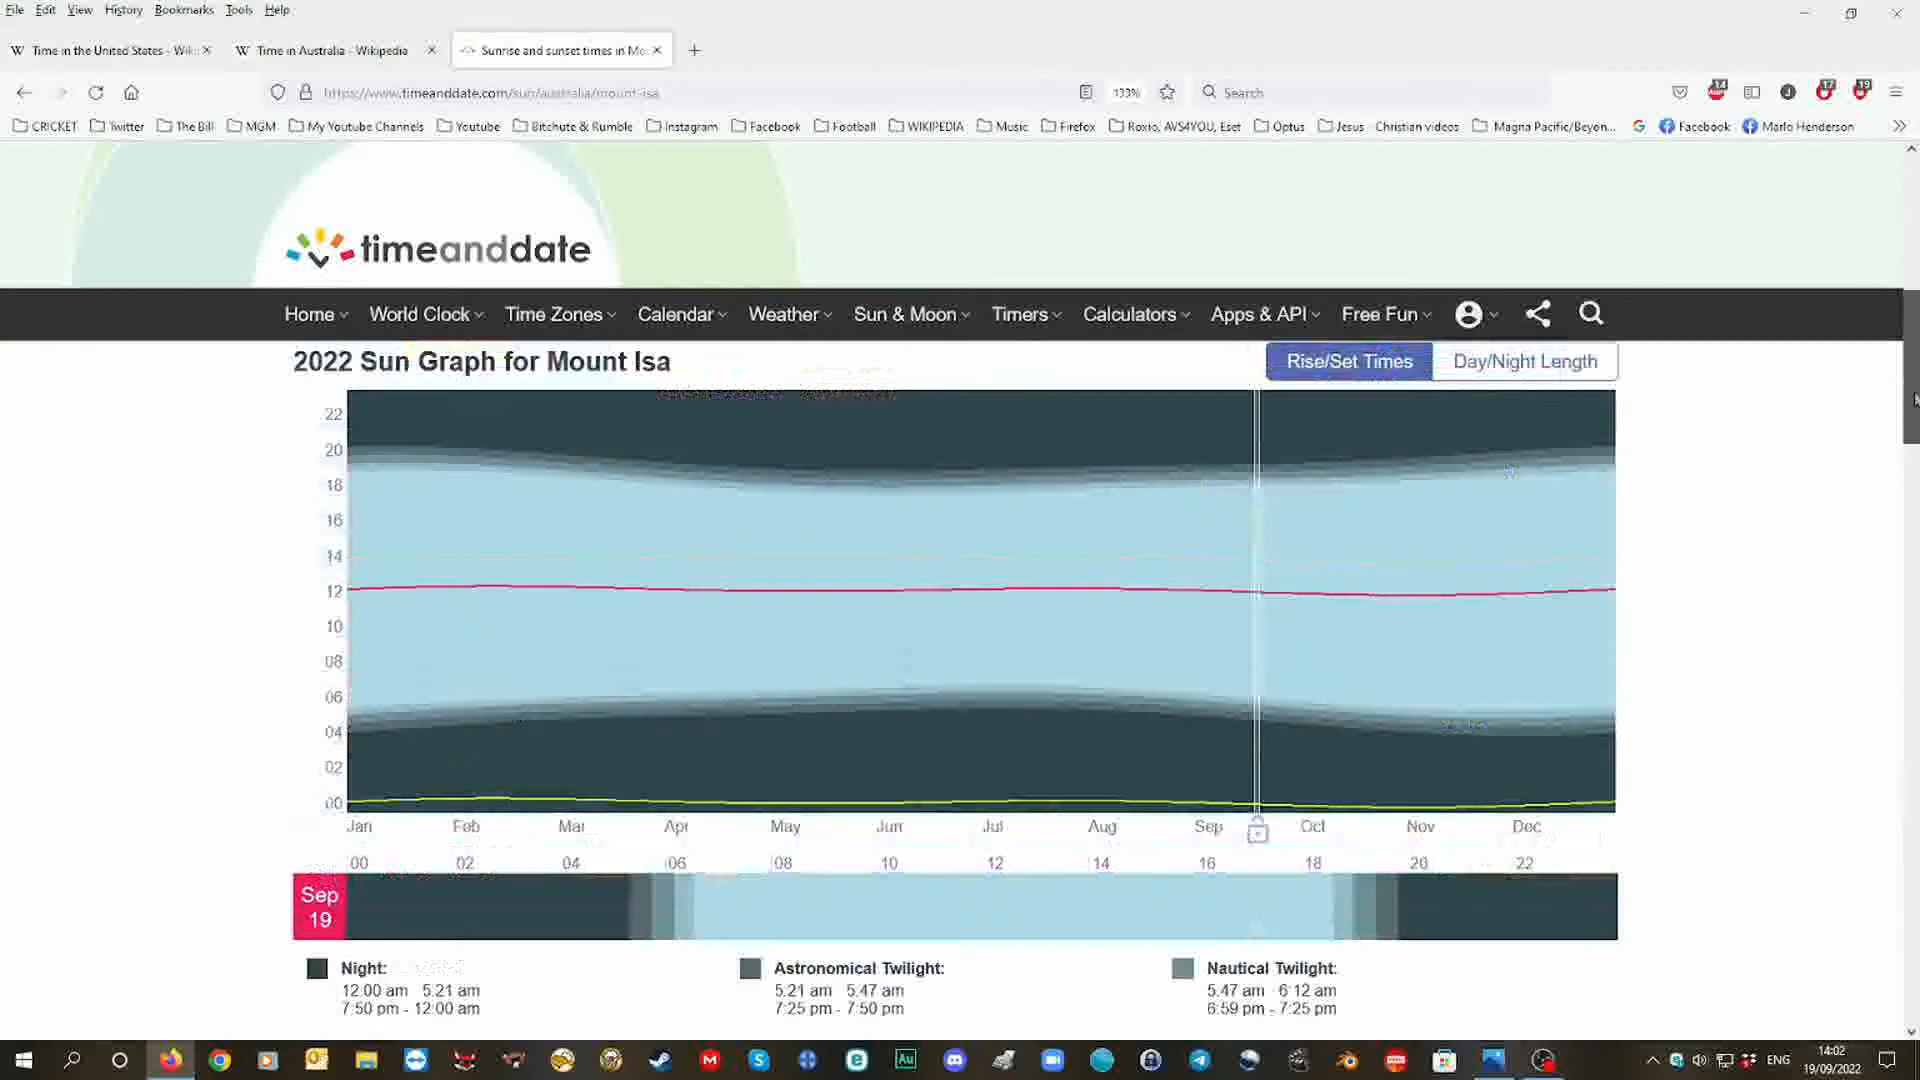 File Edit View History Bookmarks Tools Help
Time in the United States - Wik
Time in Australia - Wikipedia
Sunrise and sunset times in Mo
https://www.timeanddate.com/sun/australia/mount-isa
133%
Search
14
17
19
CRICKET Twitter The Bill MGM My Youtube Channels Youtube Bitchute & Rumble Instagram Facebook Football WIKIPEDIA Music Firefox Roxio, AVS4YOU, Eset Optus Jesus Christian videos Magna Pacific/Beyon... Facebook Marlo Henderson
timeanddate
Home World Clock Time Zones Calendar Weather Sun & Moon Timers Calculators Apps & API Free Fun
2022 Sun Graph for Mount Isa
Rise/Set Times Day/Night Length
22
20
18
16
14
12
10
08
06
04
02
00
Jan Feb Mar Apr May Jun Jul Aug Sep Oct Nov Dec
00 02 04 06 08 10 12 14 16 18 20 22
Sep
19
Night:
12:00 am 5:21 am
7:50 pm - 12:00 am
Astronomical Twilight:
5:21 am 5:47 am
7:25 pm - 7:50 pm
Nautical Twilight:
5:47 am 6:12 am
6:59 pm - 7:25 pm
ENG
14:02
19/09/2022